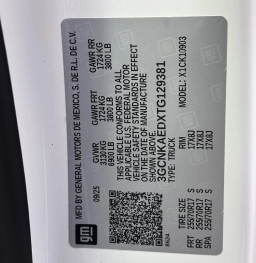 MFD BY GENERAL MOTORS DE MEXICO, S. DE R.L. DE C.V.
09/25 GVWR GAWR FRT GAWR RR
3130 KG 1724 KG 1724 KG
6900 LB 3800 LB 3800 LB
THIS VEHICLE CONFORMS TO ALL
APPLICABLE U.S. FEDERAL MOTOR
VEHICLE SAFETY STANDARDS IN EFFECT
ON THE DATE OF MANUFACTURE
SHOWN ABOVE.
3GCNKAEDXTG129381
TYPE: TRUCK MODEL: X1CK10903
gm
TIRE SIZE RIM
FRT 255/70R17 S 17X8J
RR 255/70R17 S 17X8J
SPA 255/70R17 S 17X8J